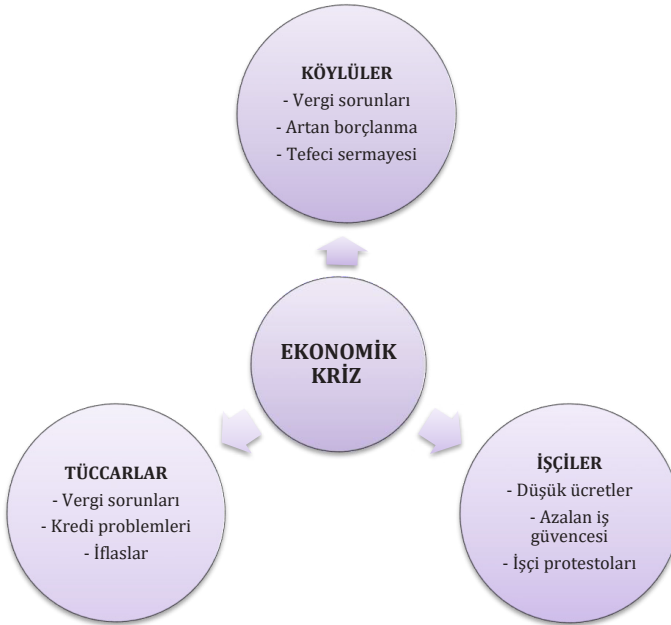 KÖYLÜLER
- Vergi sorunları
- Artan borçlanma
- Tefeci sermayesi
EKONOMİK
KRİZ
TÜCCARLAR
- Vergi sorunları
- Kredi problemleri
- İflaslar
İŞÇİLER
- Düşük ücretler
- Azalan iş
güvencesi
- İşçi protestoları